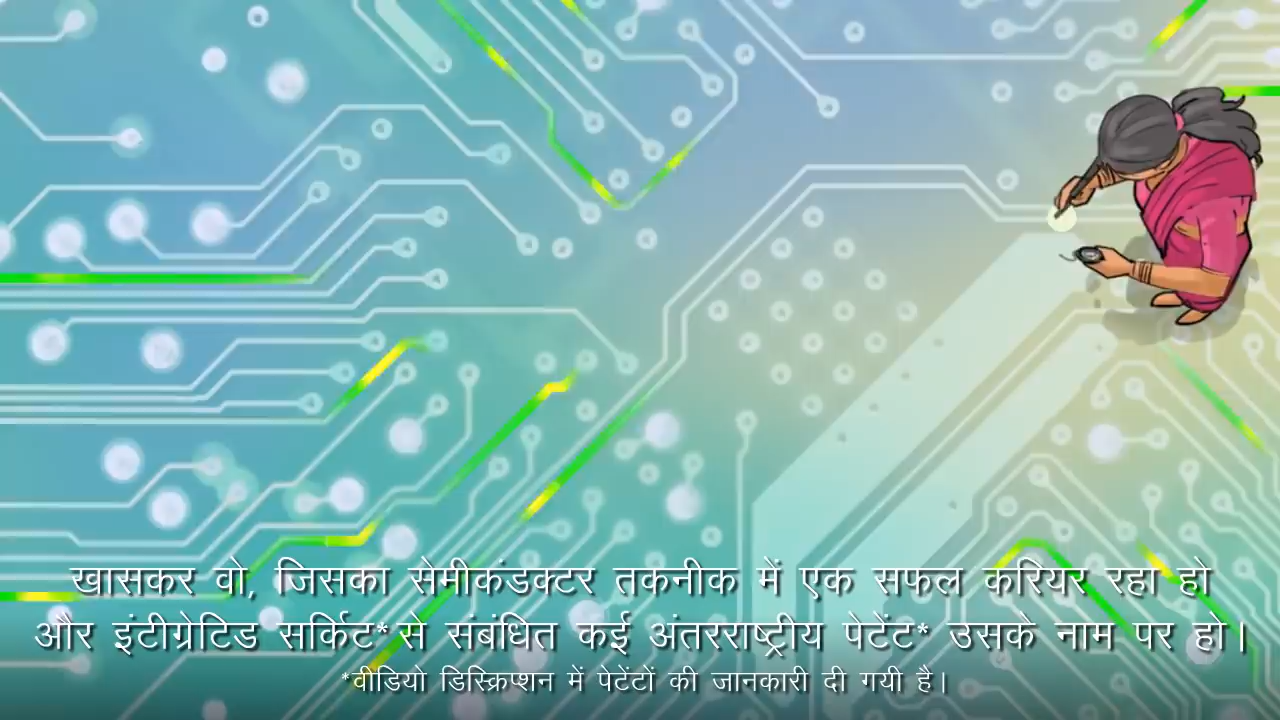 खासकर वो, जिसका सेमीकंडक्टर तकनीक में एक सफल करियर रहा हो
और इंटीग्रेटिड सर्किट* से संबंधित कई अंतरराष्ट्रीय पेटेंट* उसके नाम पर हो।
*वीडियो डिस्क्रिप्शन में पेटेंटों की जानकारी दी गयी है।